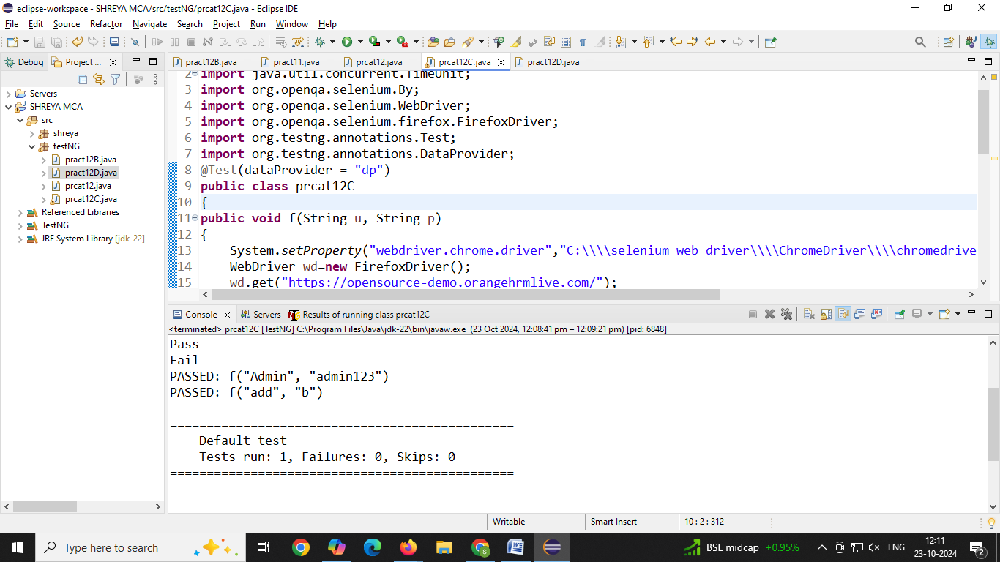 eclipse-workspace - SHREYA MCA/src/testNG/prcat12C.java - Eclipse IDE
File Edit Source Refactor Navigate Search Project Run Window Help
Debug Project ...
pract12B.java pract11.java pract12.java prcat12C.java pract12D.java
Servers
SHREYA MCA
src
shreya
testNG
pract12B.java
pract12D.java
prcat12.java
prcat12C.java
Referenced Libraries
TestNG
JRE System Library [jdk-22]
2 import java.util.concurrent.TimeUnit;
3 import org.openqa.selenium.By;
4 import org.openqa.selenium.WebDriver;
5 import org.openqa.selenium.firefox.FirefoxDriver;
6 import org.testng.annotations.Test;
7 import org.testng.annotations.DataProvider;
8 @Test(dataProvider = "dp")
9 public class prcat12C
10 {
11 public void f(String u, String p)
12 {
13 System.setProperty("webdriver.chrome.driver","C:\\\\selenium web driver\\\\ChromeDriver\\\\chromedrive
14 WebDriver wd=new FirefoxDriver();
15 wd.get("https://opensource-demo.orangehrmlive.com/");
Console Servers Results of running class prcat12C
<terminated> prcat12C [TestNG] C:\Program Files\Java\jdk-22\bin\javaw.exe (23 Oct 2024, 12:08:41 pm – 12:09:21 pm) [pid: 6848]
Pass
Fail
PASSED: f("Admin", "admin123")
PASSED: f("add", "b")
===============================================
Default test
Tests run: 1, Failures: 0, Skips: 0
===============================================
Writable Smart Insert 10 : 2 : 312
Type here to search
BSE midcap +0.95%
ENG
12:11
23-10-2024
2